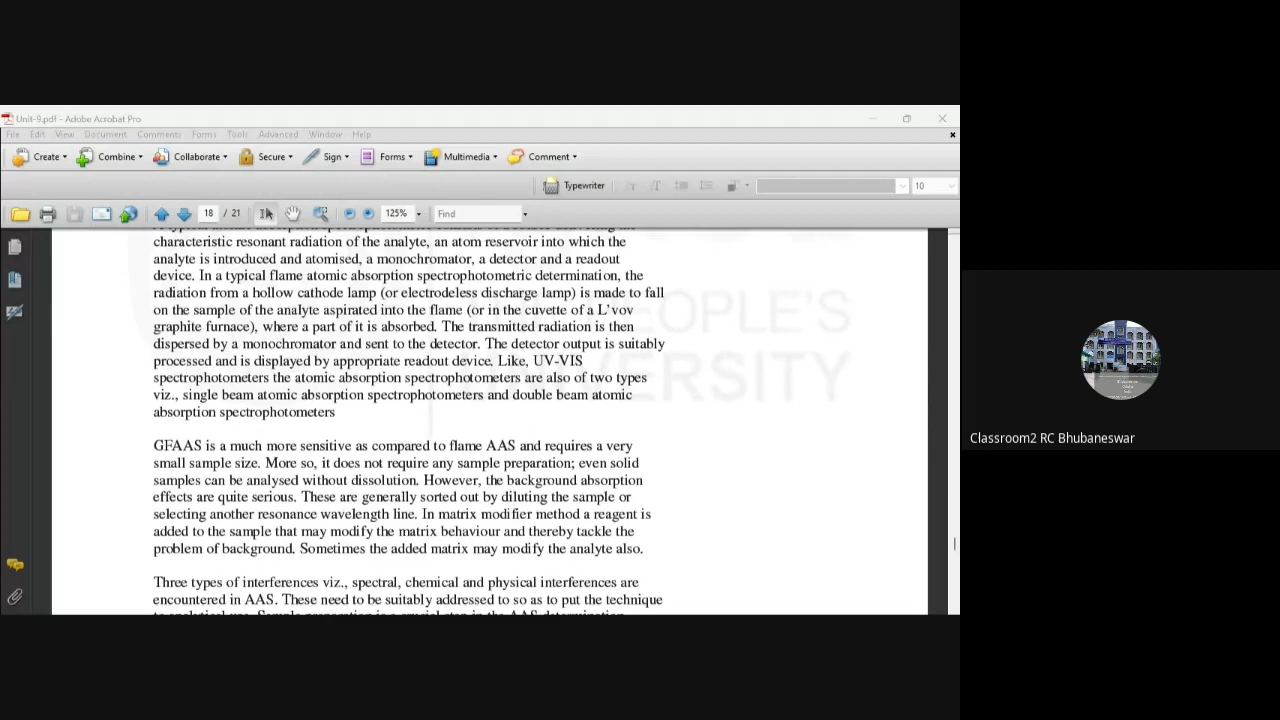 Unit-9.pdf - Adobe Acrobat Pro
File Edit View Document Comments Forms Tools Advanced Window Help
Create Combine Collaborate Secure Sign Forms Multimedia Comment
Typewriter 10
18 / 21 125% Find
characteristic resonant radiation of the analyte, an atom reservoir into which the
analyte is introduced and atomised, a monochromator, a detector and a readout
device. In a typical flame atomic absorption spectrophotometric determination, the
radiation from a hollow cathode lamp (or electrodeless discharge lamp) is made to fall
on the sample of the analyte aspirated into the flame (or in the cuvette of a L'vov
graphite furnace), where a part of it is absorbed. The transmitted radiation is then
dispersed by a monochromator and sent to the detector. The detector output is suitably
processed and is displayed by appropriate readout device. Like, UV-VIS
spectrophotometers the atomic absorption spectrophotometers are also of two types
viz., single beam atomic absorption spectrophotometers and double beam atomic
absorption spectrophotometers
GFAAS is a much more sensitive as compared to flame AAS and requires a very
small sample size. More so, it does not require any sample preparation; even solid
samples can be analysed without dissolution. However, the background absorption
effects are quite serious. These are generally sorted out by diluting the sample or
selecting another resonance wavelength line. In matrix modifier method a reagent is
added to the sample that may modify the matrix behaviour and thereby tackle the
problem of background. Sometimes the added matrix may modify the analyte also.
Three types of interferences viz., spectral, chemical and physical interferences are
encountered in AAS. These need to be suitably addressed to so as to put the technique
PEOPLE'S
Classroom2 RC Bhubaneswar